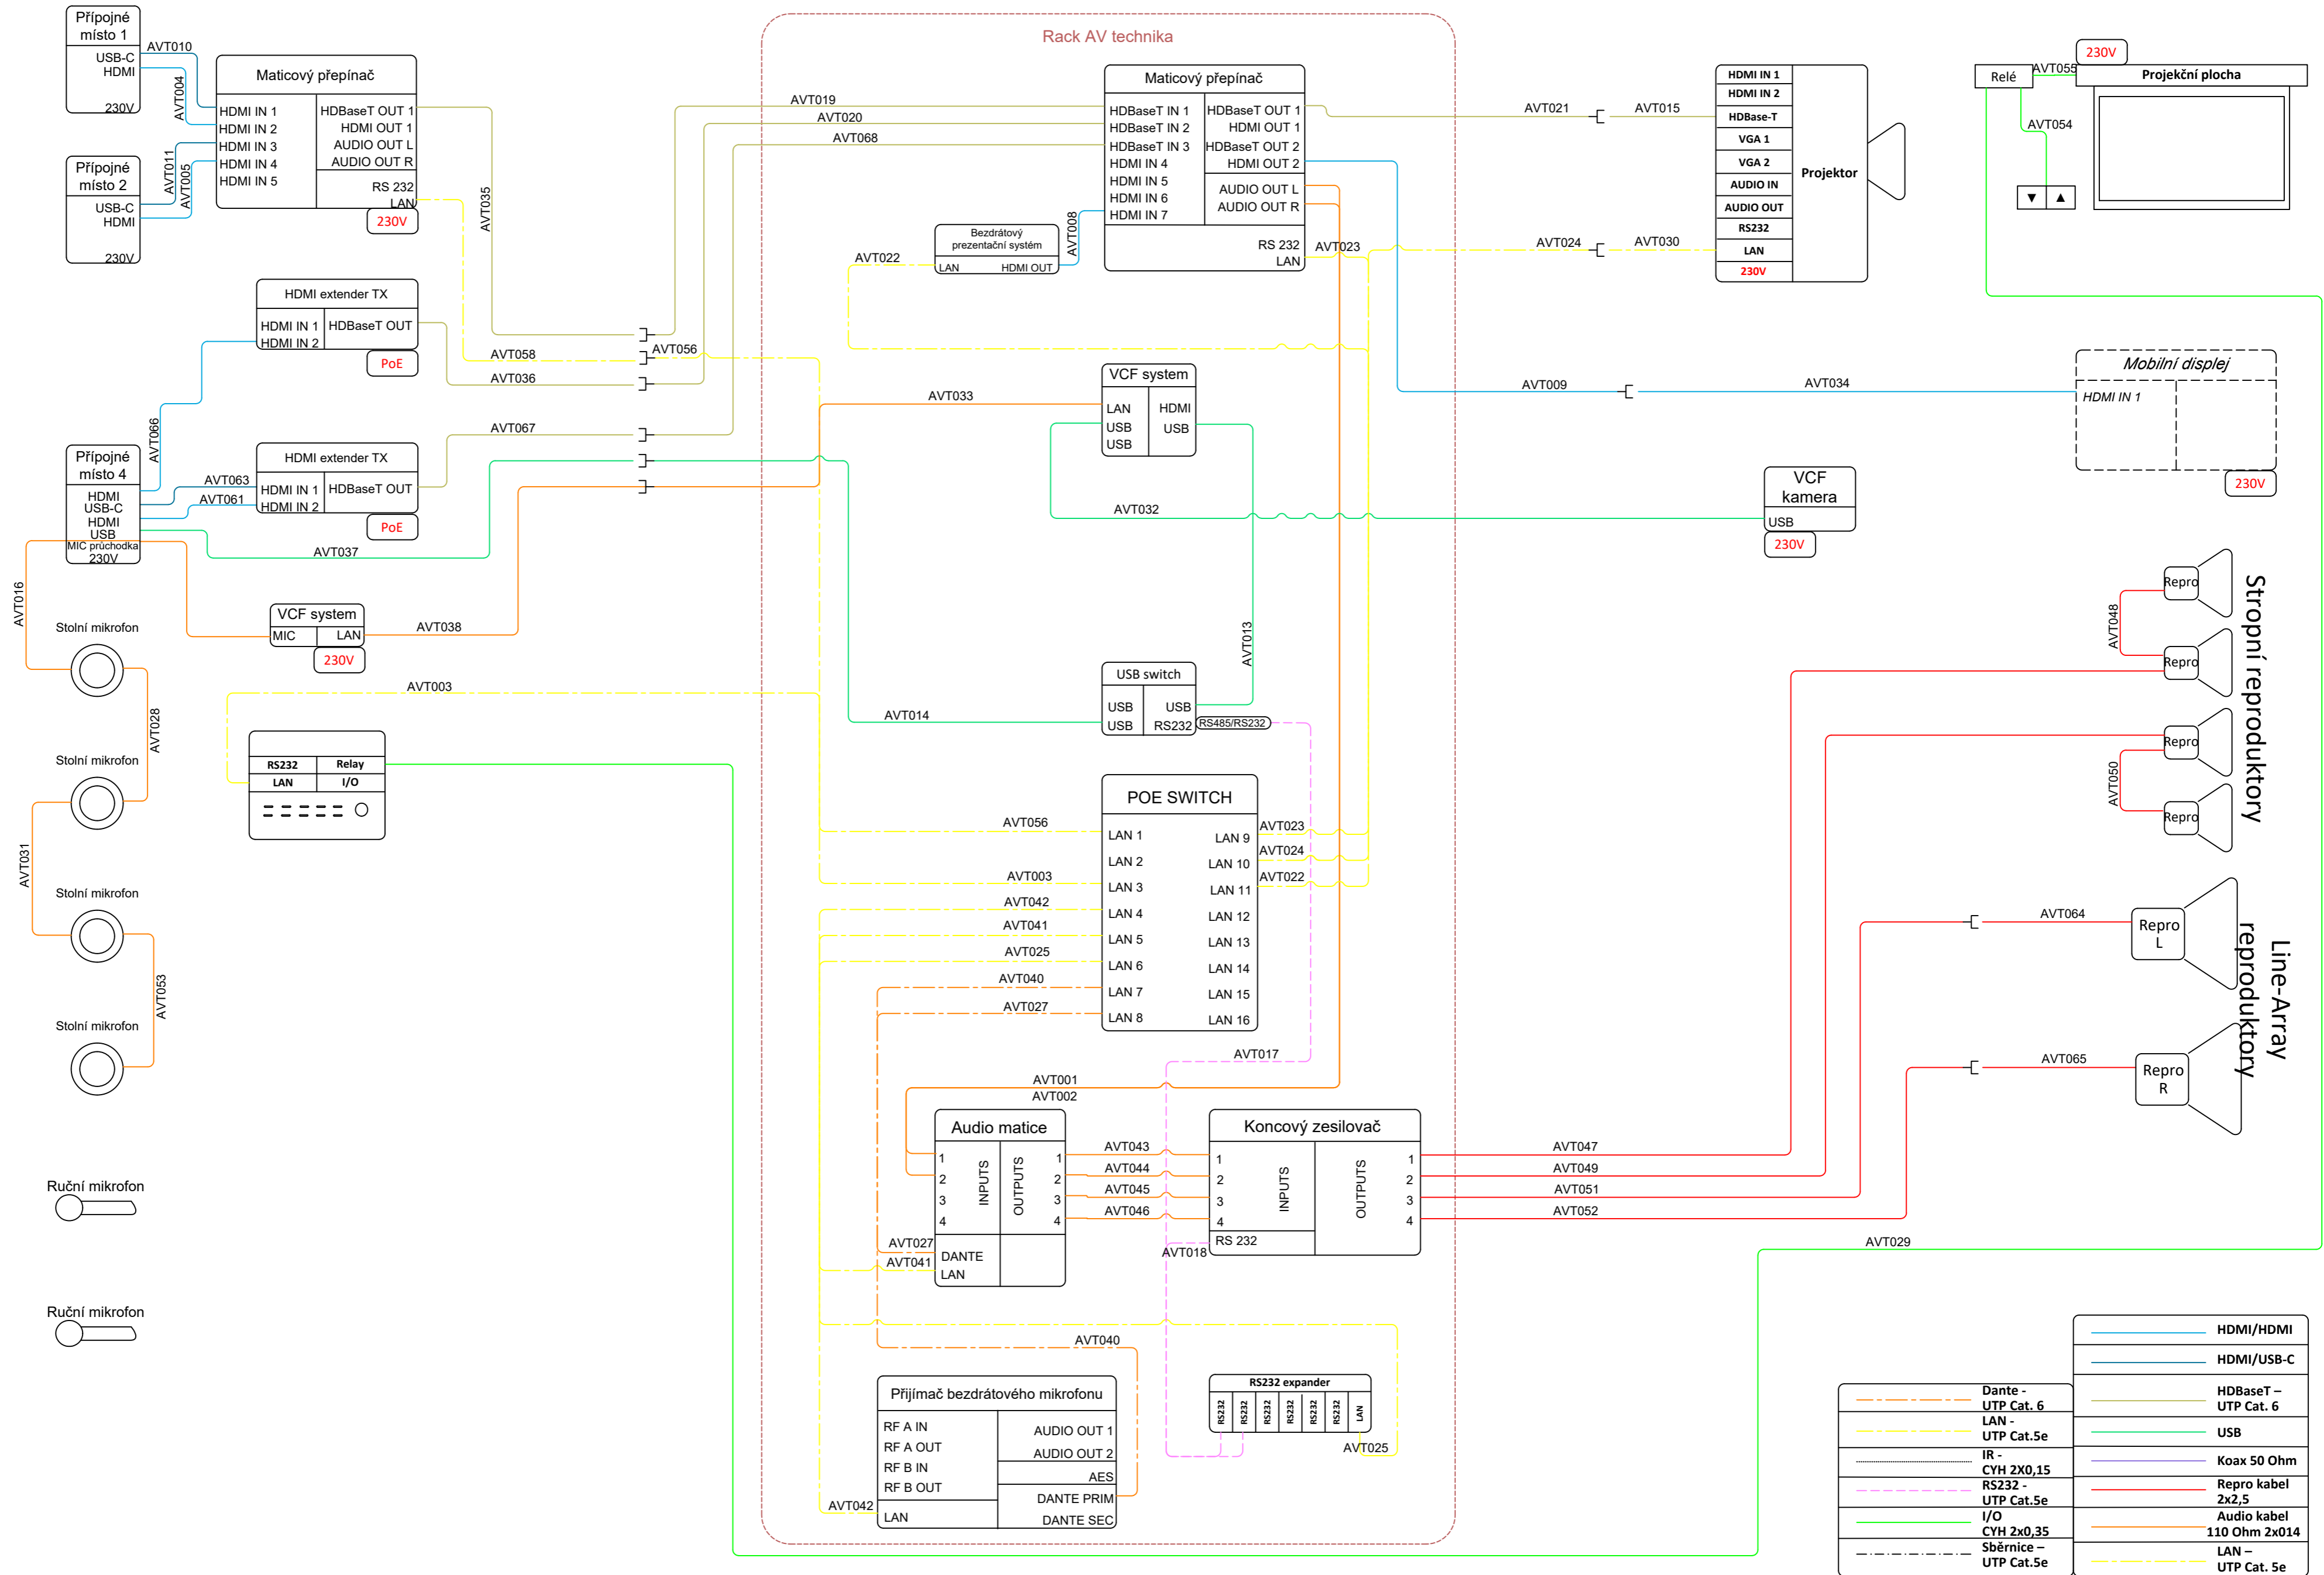 Přípojné
místo 1
USB-C
HDMI
230V
AVT010
AVT004
Přípojné
místo 2
USB-C
HDMI
230V
AVT011
AVT005
Maticový přepínač
HDMI IN 1
HDMI IN 2
HDMI IN 3
HDMI IN 4
HDMI IN 5
HDBaseT OUT 1
HDMI OUT 1
AUDIO OUT L
AUDIO OUT R
RS 232
LAN
230V
AVT035
HDMI extender TX
HDMI IN 1
HDMI IN 2
HDBaseT OUT
PoE
AVT058
AVT056
AVT036
AVT066
AVT067
Přípojné
místo 4
HDMI
USB-C
HDMI
USB
MIC průchodka
230V
AVT063
AVT061
HDMI extender TX
HDMI IN 1
HDMI IN 2
HDBaseT OUT
PoE
AVT037
AVT016
VCF system
MIC
LAN
230V
AVT038
Stolní mikrofon
AVT028
Stolní mikrofon
AVT031
Stolní mikrofon
AVT053
Stolní mikrofon
Ruční mikrofon
Ruční mikrofon
AVT003
RS232
Relay
LAN
I/O
Rack AV technika
AVT019
AVT020
AVT068
Maticový přepínač
HDBaseT IN 1
HDBaseT IN 2
HDBaseT IN 3
HDMI IN 4
HDMI IN 5
HDMI IN 6
HDMI IN 7
HDBaseT OUT 1
HDMI OUT 1
HDBaseT OUT 2
HDMI OUT 2
AUDIO OUT L
AUDIO OUT R
RS 232
LAN
AVT023
AVT008
AVT022
Bezdrátový
prezentační systém
LAN
HDMI OUT
AVT033
VCF system
LAN
USB
USB
HDMI
USB
AVT032
AVT013
USB switch
USB
USB
USB
RS232
RS485/RS232
AVT014
POE SWITCH
LAN 1
LAN 2
LAN 3
LAN 4
LAN 5
LAN 6
LAN 7
LAN 8
LAN 9
LAN 10
LAN 11
LAN 12
LAN 13
LAN 14
LAN 15
LAN 16
AVT056
AVT003
AVT042
AVT041
AVT025
AVT040
AVT027
AVT023
AVT024
AVT022
AVT017
AVT001
AVT002
Audio matice
1
2
3
4
INPUTS
OUTPUTS
1
2
3
4
DANTE
LAN
AVT027
AVT041
AVT043
AVT044
AVT045
AVT046
Koncový zesilovač
1
2
3
4
INPUTS
OUTPUTS
1
2
3
4
RS 232
AVT018
AVT040
Přijímač bezdrátového mikrofonu
RF A IN
RF A OUT
RF B IN
RF B OUT
LAN
AUDIO OUT 1
AUDIO OUT 2
AES
DANTE PRIM
DANTE SEC
AVT042
RS232 expander
RS232
RS232
RS232
RS232
RS232
RS232
LAN
AVT025
AVT021
AVT015
AVT024
AVT030
HDMI IN 1
HDMI IN 2
HDBase-T
VGA 1
VGA 2
AUDIO IN
AUDIO OUT
RS232
LAN
230V
Projektor
Relé
AVT055
230V
Projekční plocha
AVT054
▼ ▲
AVT009
AVT034
Mobilní displej
HDMI IN 1
230V
VCF
kamera
USB
230V
Repro
AVT048
Repro
Repro
AVT050
Repro
Stropní reproduktory
AVT064
Repro
L
AVT065
Repro
R
Line-Array
reproduktory
AVT047
AVT049
AVT051
AVT052
AVT029
Dante -
UTP Cat. 6
LAN -
UTP Cat.5e
IR -
CYH 2X0,15
RS232 -
UTP Cat.5e
I/O
CYH 2x0,35
Sběrnice –
UTP Cat.5e
HDMI/HDMI
HDMI/USB-C
HDBaseT –
UTP Cat. 6
USB
Koax 50 Ohm
Repro kabel
2x2,5
Audio kabel
110 Ohm 2x014
LAN –
UTP Cat. 5e